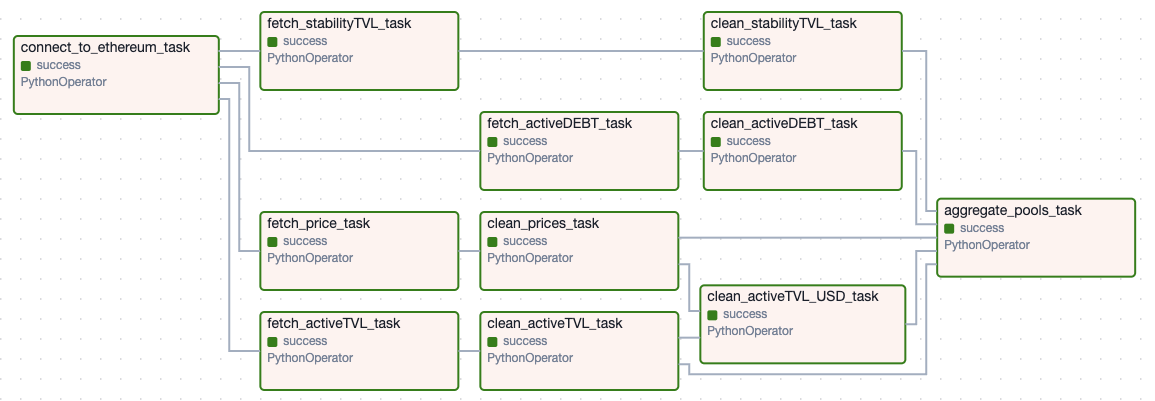 connect_to_ethereum_task
success
PythonOperator
fetch_stabilityTVL_task
success
PythonOperator
clean_stabilityTVL_task
success
PythonOperator
fetch_activeDEBT_task
success
PythonOperator
clean_activeDEBT_task
success
PythonOperator
fetch_price_task
success
PythonOperator
clean_prices_task
success
PythonOperator
aggregate_pools_task
success
PythonOperator
fetch_activeTVL_task
success
PythonOperator
clean_activeTVL_task
success
PythonOperator
clean_activeTVL_USD_task
success
PythonOperator